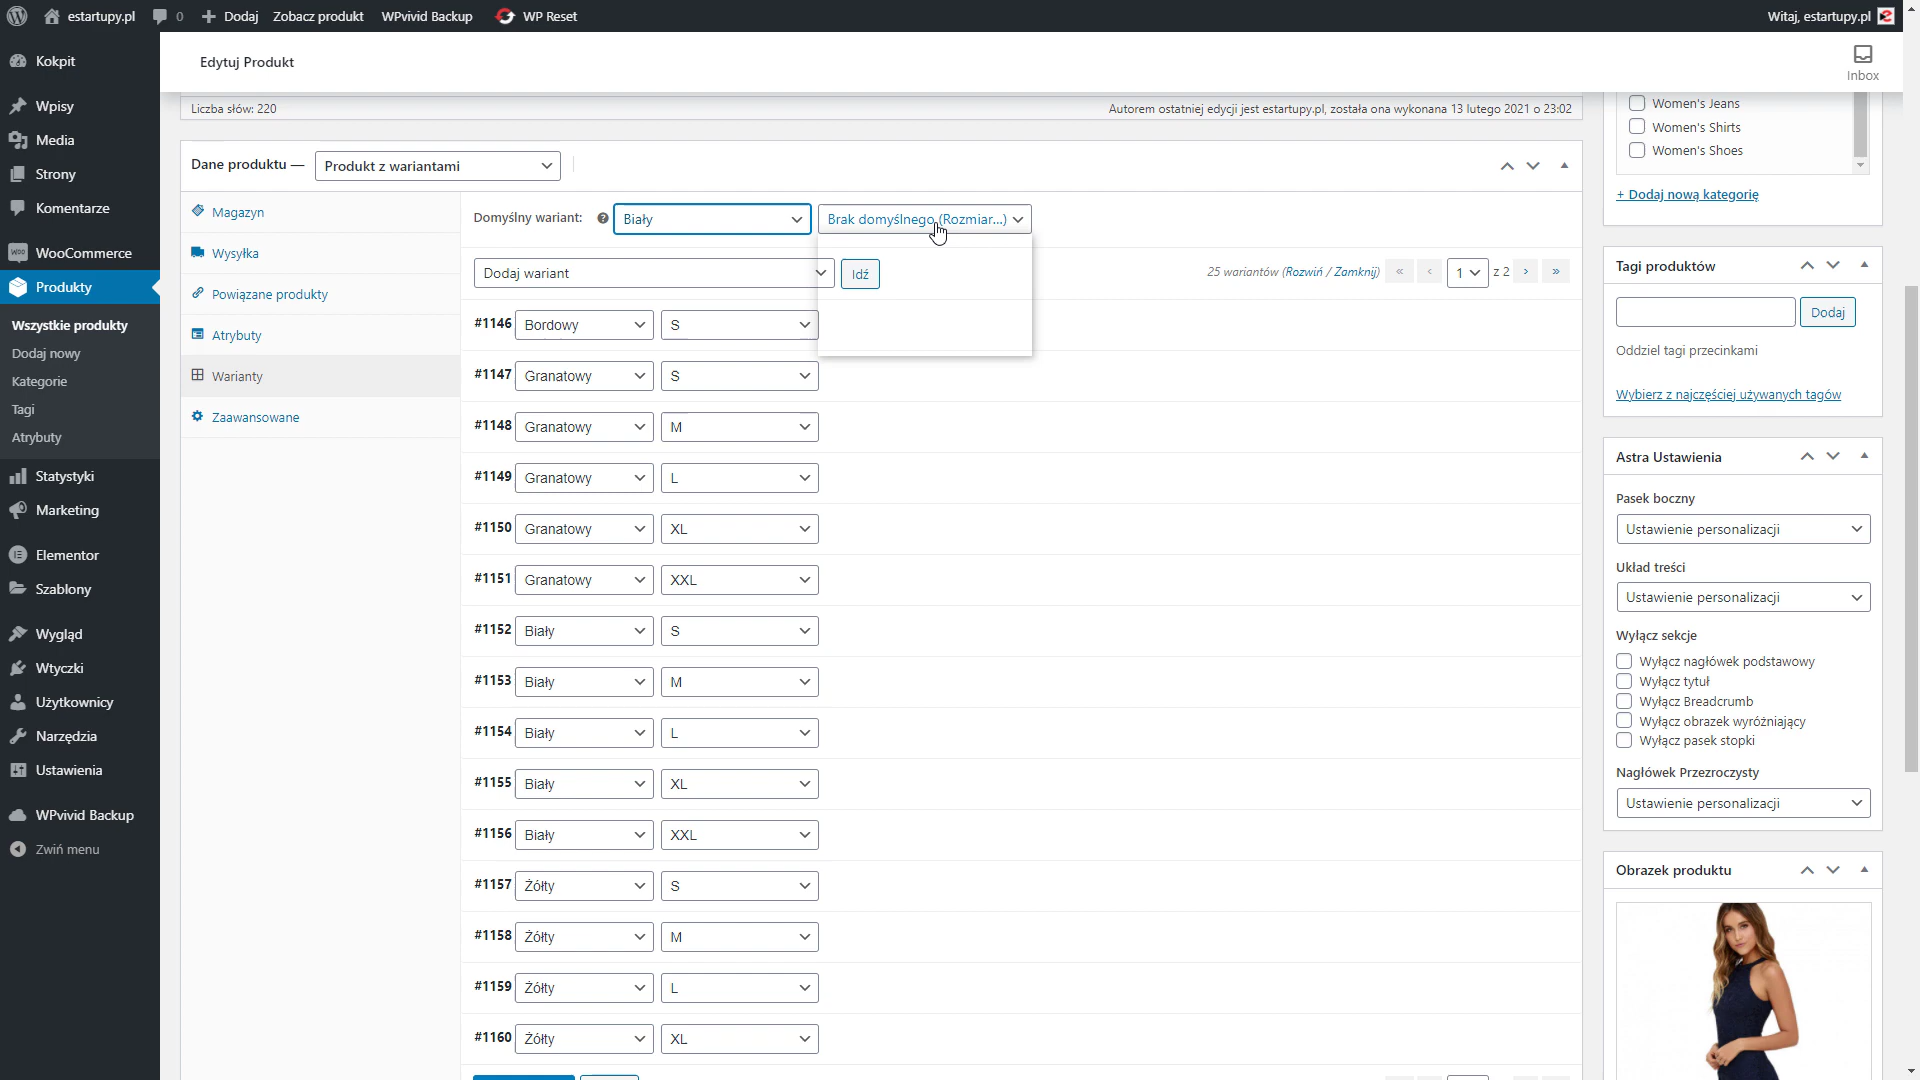 estartupy.pl
0
Dodaj
Zobacz produkt
WPvivid Backup
WP Reset
Witaj, estartupy.pl
Kokpit
Wpisy
Media
Strony
Komentarze
WooCommerce
Produkty
Wszystkie produkty
Dodaj nowy
Kategorie
Tagi
Atrybuty
Statystyki
Marketing
Elementor
Szablony
Wygląd
Wtyczki
Użytkownicy
Narzędzia
Ustawienia
WPvivid Backup
Zwiń menu
Edytuj Produkt
Inbox
Liczba słów: 220
Autorem ostatniej edycji jest estartupy.pl, została ona wykonana 13 lutego 2021 o 23:02
Dane produktu — Produkt z wariantami
Magazyn
Wysyłka
Powiązane produkty
Atrybuty
Warianty
Zaawansowane
Domyślny wariant: Biały Brak domyślnego (Rozmiar...)
Dodaj wariant Idź 25 wariantów (Rozwiń / Zamknij) « ‹ 1 z 2 › »
#1146 Bordowy S
#1147 Granatowy S
#1148 Granatowy M
#1149 Granatowy L
#1150 Granatowy XL
#1151 Granatowy XXL
#1152 Biały S
#1153 Biały M
#1154 Biały L
#1155 Biały XL
#1156 Biały XXL
#1157 Żółty S
#1158 Żółty M
#1159 Żółty L
#1160 Żółty XL
Women's Jeans
Women's Shirts
Women's Shoes
+ Dodaj nową kategorię
Tagi produktów
Dodaj
Oddziel tagi przecinkami
Wybierz z najczęściej używanych tagów
Astra Ustawienia
Pasek boczny
Ustawienie personalizacji
Układ treści
Ustawienie personalizacji
Wyłącz sekcje
Wyłącz nagłówek podstawowy
Wyłącz tytuł
Wyłącz Breadcrumb
Wyłącz obrazek wyróżniający
Wyłącz pasek stopki
Nagłówek Przezroczysty
Ustawienie personalizacji
Obrazek produktu